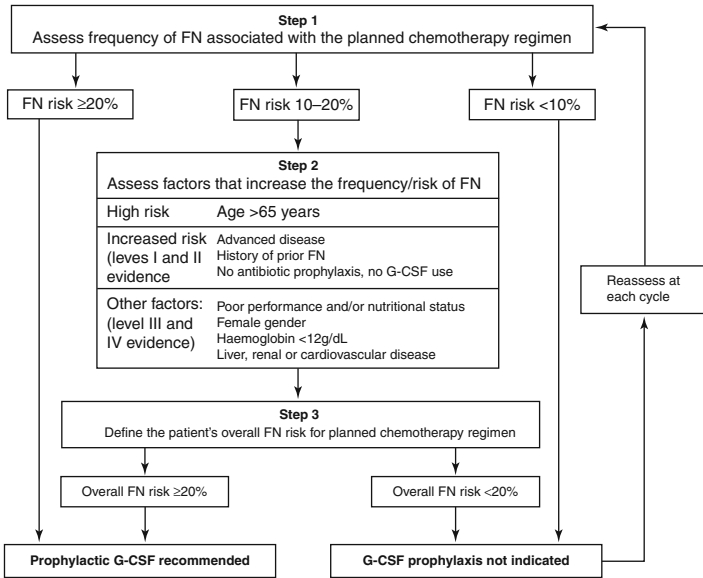 Step 1
Assess frequency of FN associated with the planned chemotherapy regimen
FN risk ≥20%
FN risk 10–20%
FN risk <10%
Step 2
Assess factors that increase the frequency/risk of FN
High risk
Age >65 years
Increased risk
(leves I and II
evidence
Advanced disease
History of prior FN
No antibiotic prophylaxis, no G-CSF use
Other factors:
(level III and
IV evidence)
Poor performance and/or nutritional status
Female gender
Haemoglobin <12g/dL
Liver, renal or cardiovascular disease
Reassess at
each cycle
Step 3
Define the patient's overall FN risk for planned chemotherapy regimen
Overall FN risk ≥20%
Overall FN risk <20%
Prophylactic G-CSF recommended
G-CSF prophylaxis not indicated